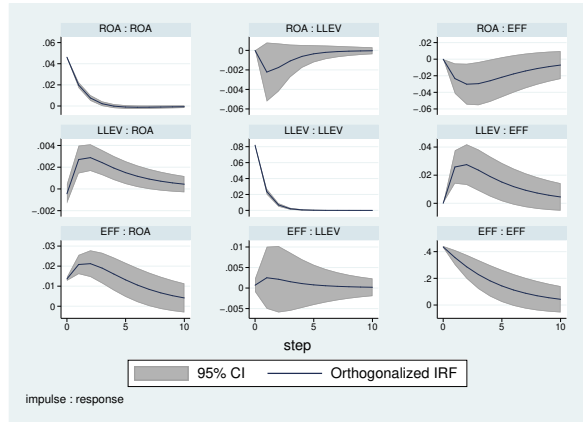 ROA : ROA
.06
.04
.02
0
ROA : LLEV
0
−.002
−.004
−.006
ROA : EFF
.02
0
−.02
−.04
−.06
LLEV : ROA
.004
.002
0
−.002
LLEV : LLEV
.08
.06
.04
.02
0
LLEV : EFF
.04
.02
0
EFF : ROA
.03
.02
.01
0
0 5 10
EFF : LLEV
.01
.005
0
−.005
0 5 10
EFF : EFF
.4
.2
0
0 5 10
step
95% CI
Orthogonalized IRF
impulse : response